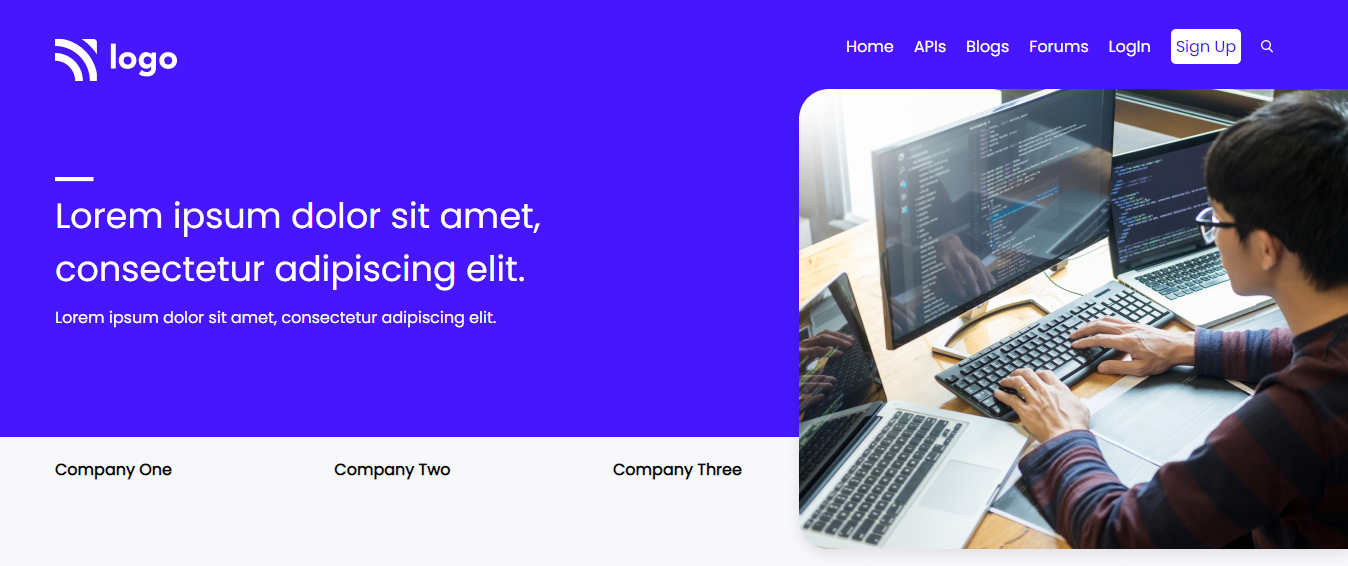 logo
Home APIs Blogs Forums LogIn Sign Up
Lorem ipsum dolor sit amet,
consectetur adipiscing elit.
Lorem ipsum dolor sit amet, consectetur adipiscing elit.
Company One Company Two Company Three